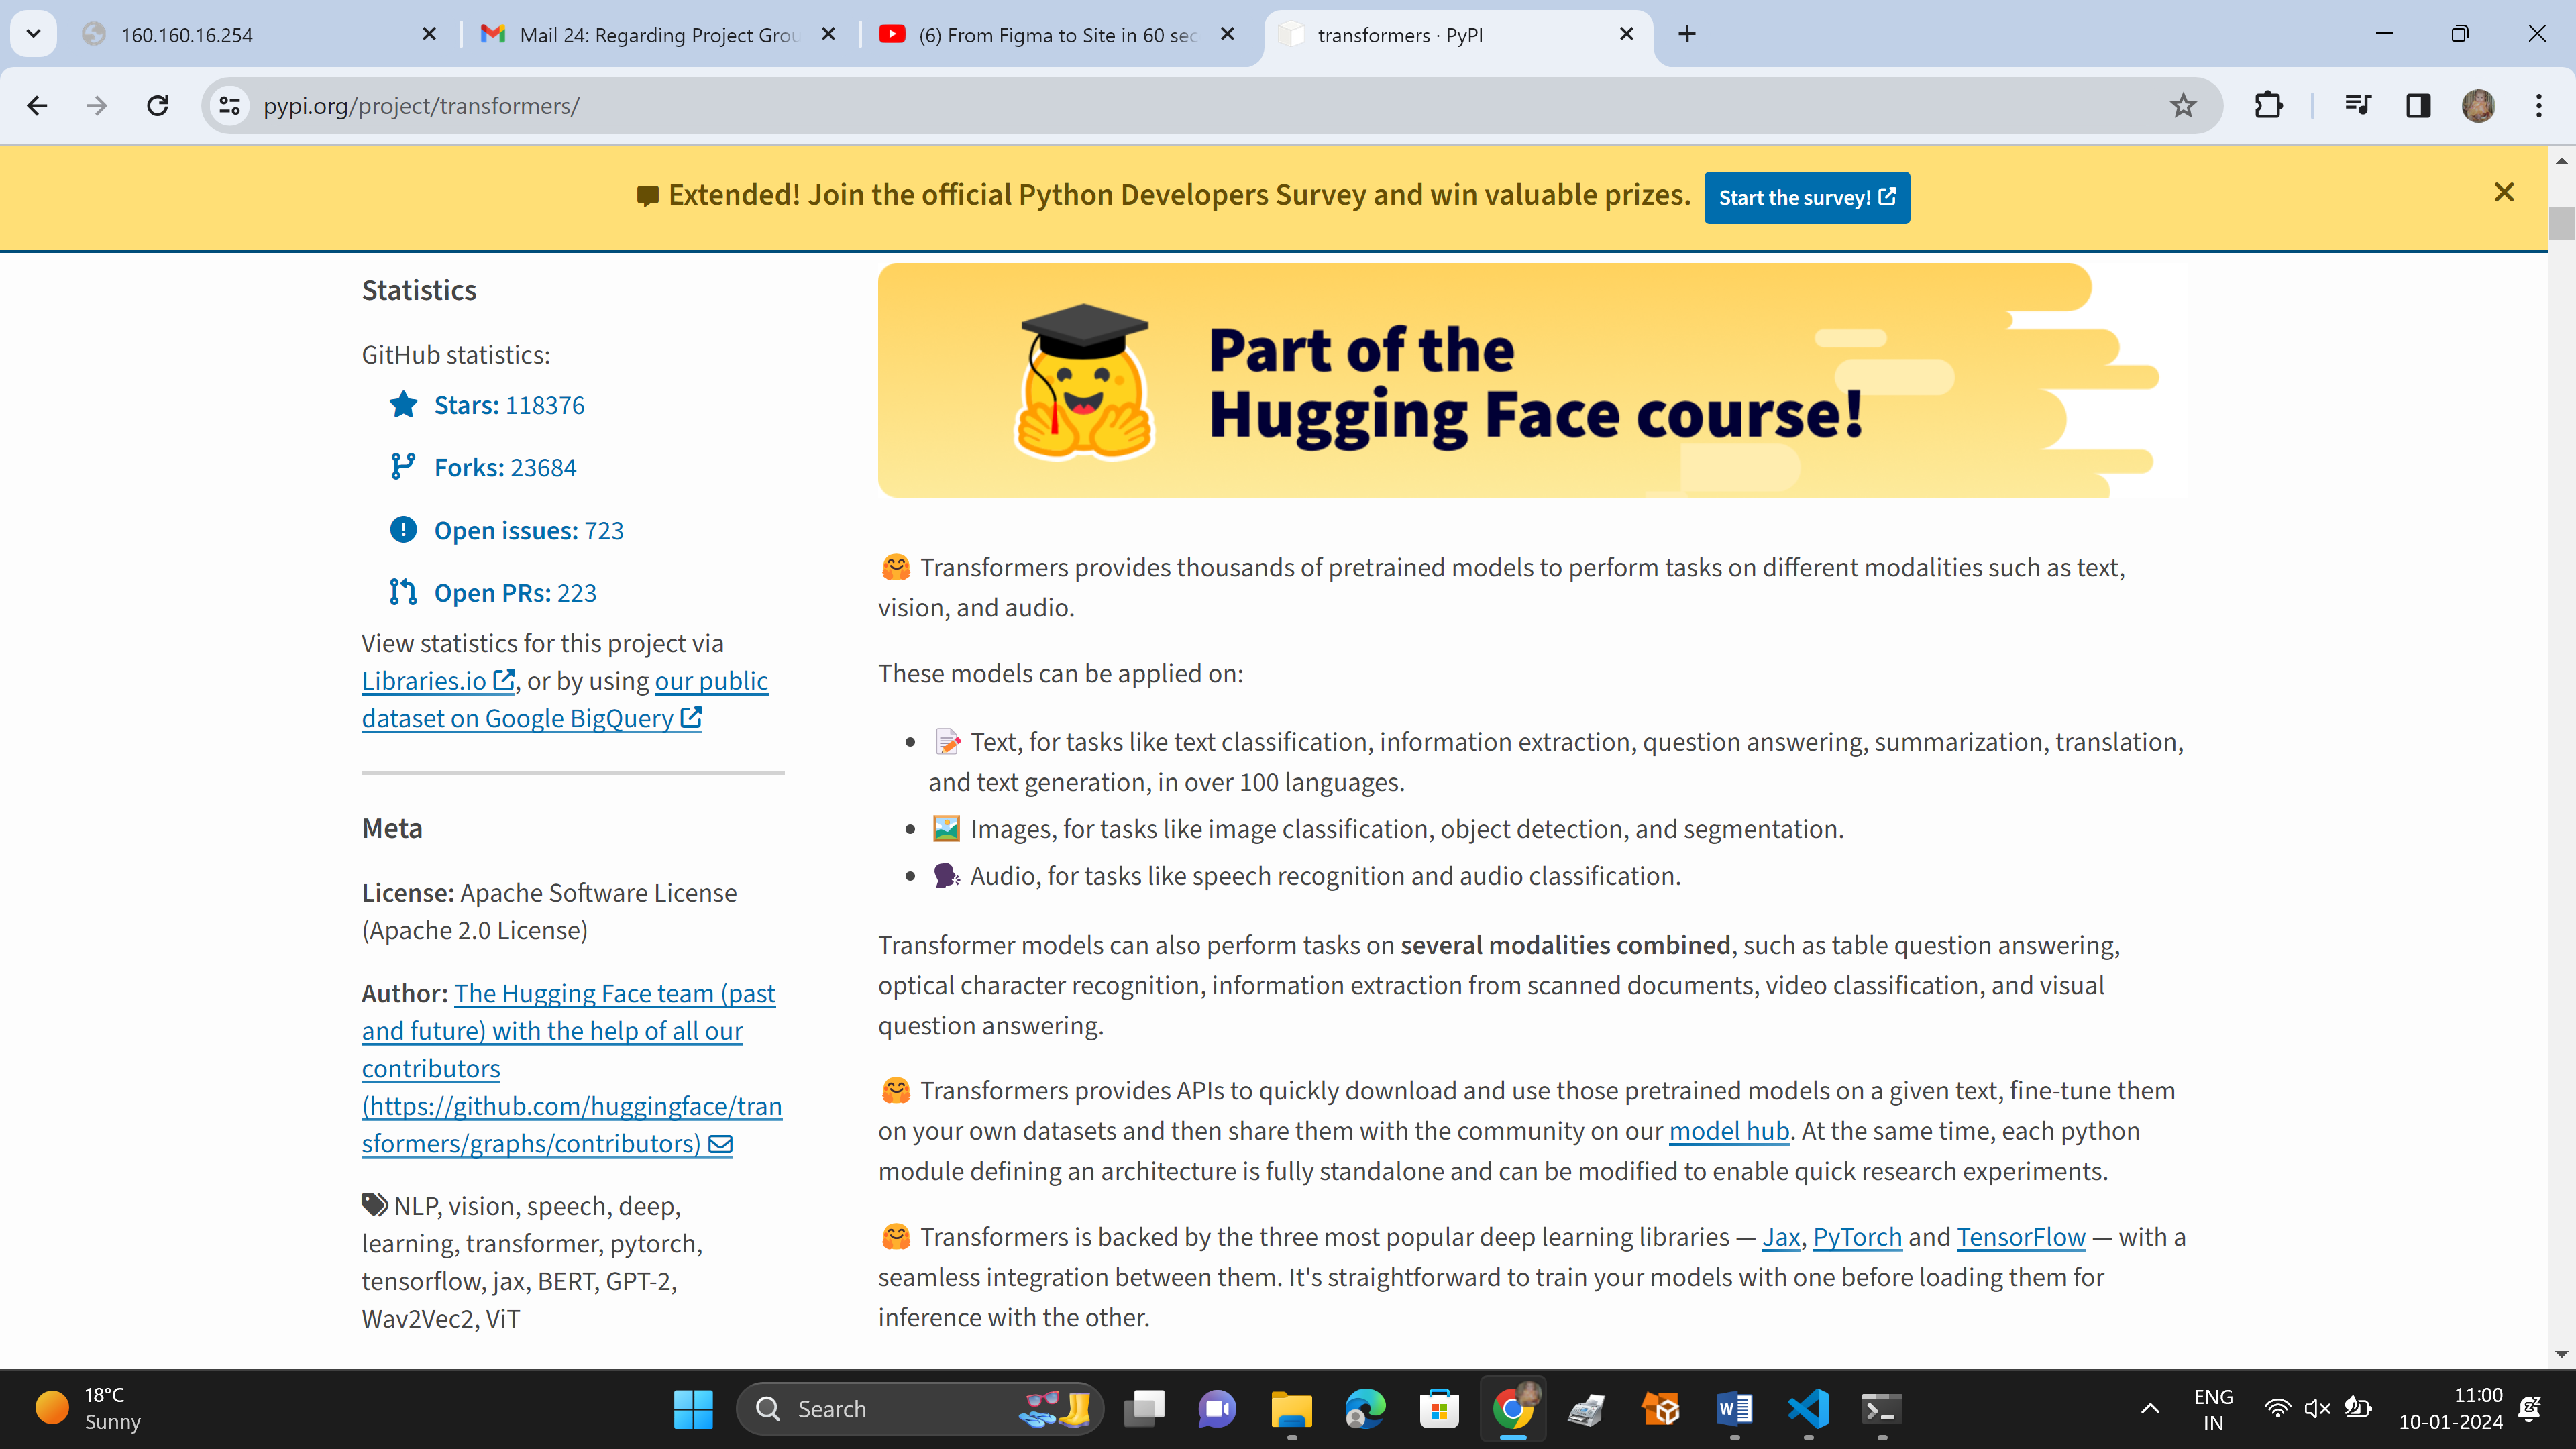 160.160.16.254
Mail 24: Regarding Project Grou
(6) From Figma to Site in 60 sec
transformers · PyPI
pypi.org/project/transformers/
Extended! Join the official Python Developers Survey and win valuable prizes.
Start the survey!
Statistics
GitHub statistics:
Stars: 118376
Forks: 23684
Open issues: 723
Open PRs: 223
View statistics for this project via
Libraries.io, or by using our public
dataset on Google BigQuery
Meta
License: Apache Software License
(Apache 2.0 License)
Author: The Hugging Face team (past
and future) with the help of all our
contributors
(https://github.com/huggingface/tran
sformers/graphs/contributors)
NLP, vision, speech, deep,
learning, transformer, pytorch,
tensorflow, jax, BERT, GPT-2,
Wav2Vec2, ViT
Part of the
Hugging Face course!
🤗 Transformers provides thousands of pretrained models to perform tasks on different modalities such as text,
vision, and audio.
These models can be applied on:
• 📝 Text, for tasks like text classification, information extraction, question answering, summarization, translation,
and text generation, in over 100 languages.
• 🖼️ Images, for tasks like image classification, object detection, and segmentation.
• 🗣️ Audio, for tasks like speech recognition and audio classification.
Transformer models can also perform tasks on several modalities combined, such as table question answering,
optical character recognition, information extraction from scanned documents, video classification, and visual
question answering.
🤗 Transformers provides APIs to quickly download and use those pretrained models on a given text, fine-tune them
on your own datasets and then share them with the community on our model hub. At the same time, each python
module defining an architecture is fully standalone and can be modified to enable quick research experiments.
🤗 Transformers is backed by the three most popular deep learning libraries — Jax, PyTorch and TensorFlow — with a
seamless integration between them. It's straightforward to train your models with one before loading them for
inference with the other.
18°C
Sunny
Search
ENG
IN
11:00
10-01-2024